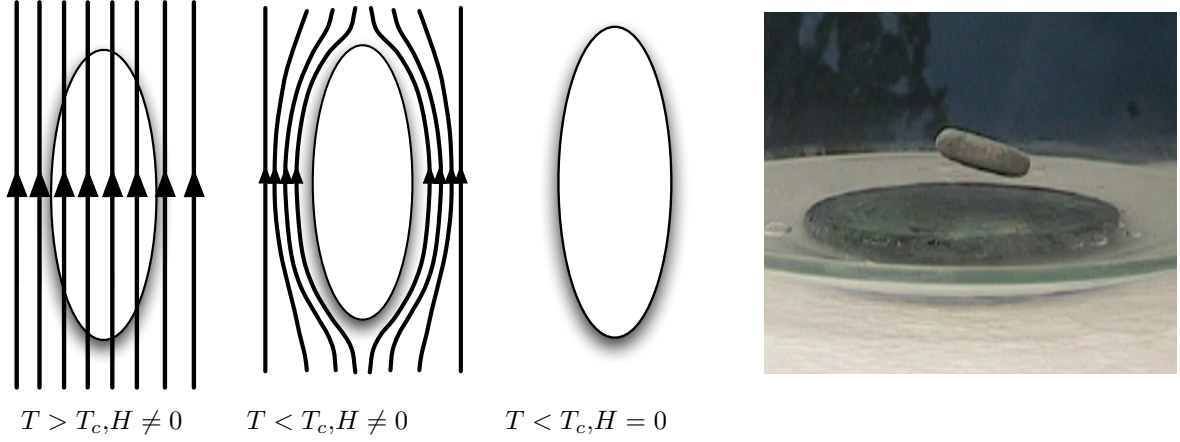 T > T_c, H ≠ 0
T < T_c, H ≠ 0
T < T_c, H = 0